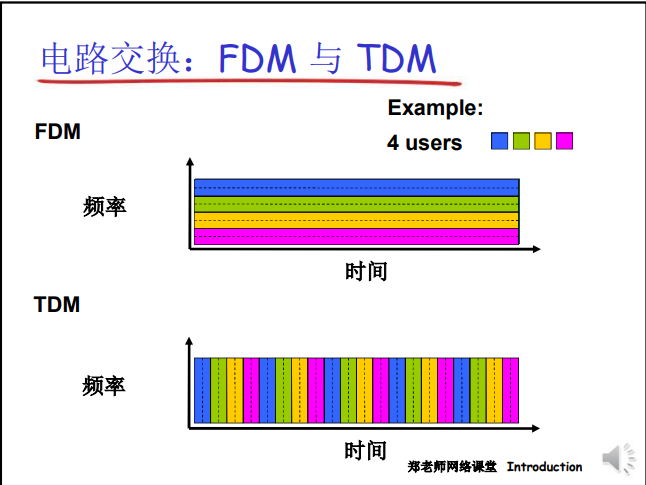 电路交换：FDM 与 TDM
Example:
FDM
4 users
频率
时间
TDM
频率
时间
郑老师网络课堂 Introduction